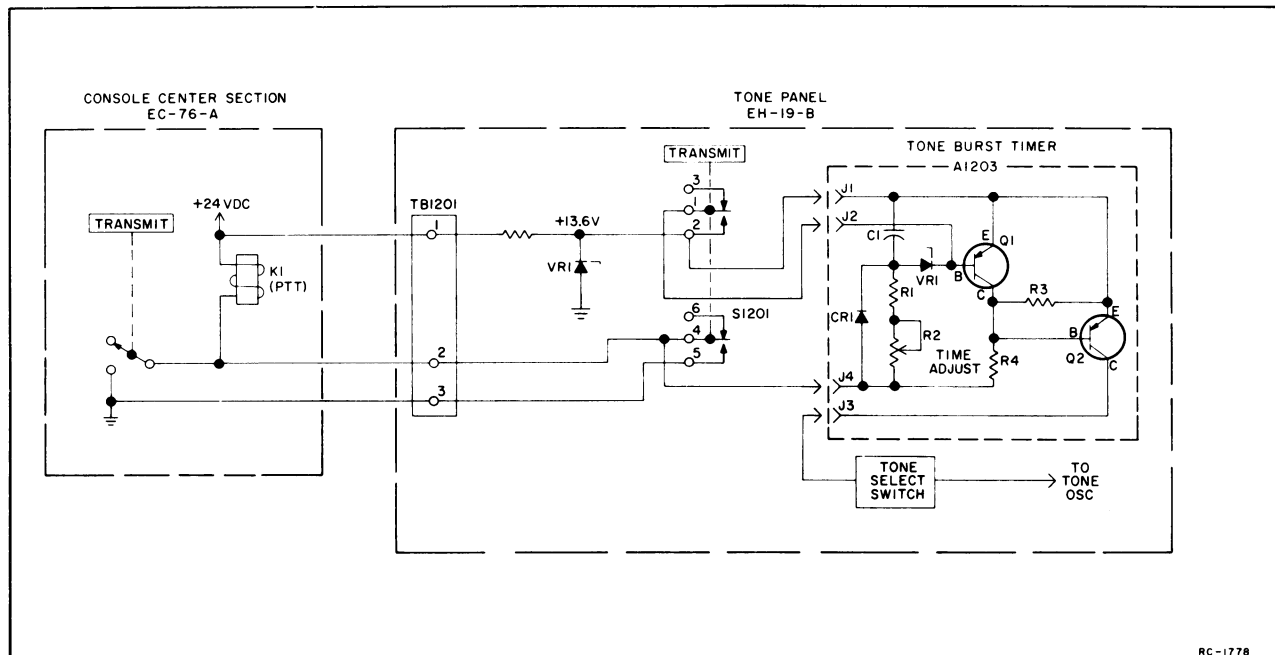 CONSOLE CENTER SECTION
EC-76-A
TRANSMIT
+24 VDC
K1
(PTT)
TONE PANEL
EH-19-B
TB1201
1
2
3
+13.6V
VR1
TRANSMIT
3
1
2
S1201
6
4
5
TONE BURST TIMER
A1203
J1
J2
J4
J3
C1
VR1
R1
CR1
R2
TIME
ADJUST
E
Q1
B
C
R3
R4
E
B
Q2
C
TONE
SELECT
SWITCH
TO
TONE
OSC
RC-1778